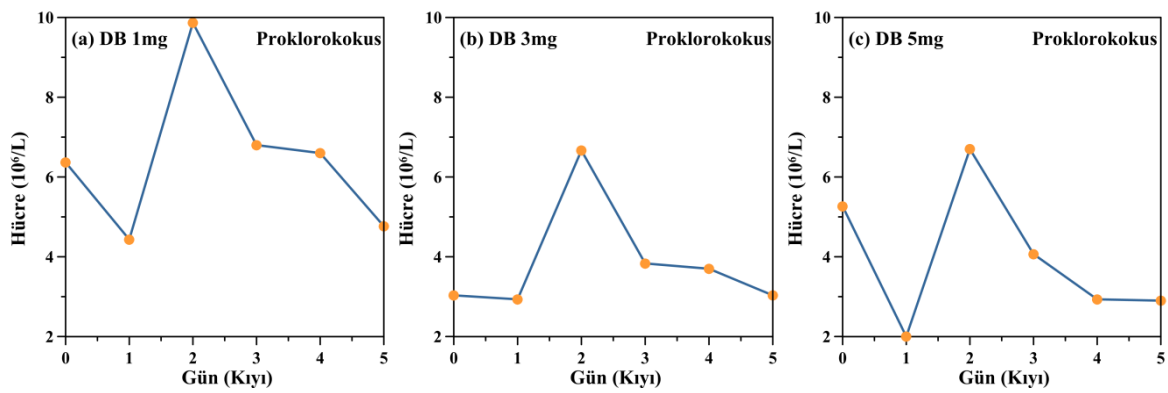 (a) DB 1mg
Proklorokokus
Hücre (10⁶/L)
10
8
6
4
2
0 1 2 3 4 5
Gün (Kıyı)
(b) DB 3mg
Proklorokokus
Hücre (10⁶/L)
10
8
6
4
2
0 1 2 3 4 5
Gün (Kıyı)
(c) DB 5mg
Proklorokokus
Hücre (10⁶/L)
10
8
6
4
2
0 1 2 3 4 5
Gün (Kıyı)